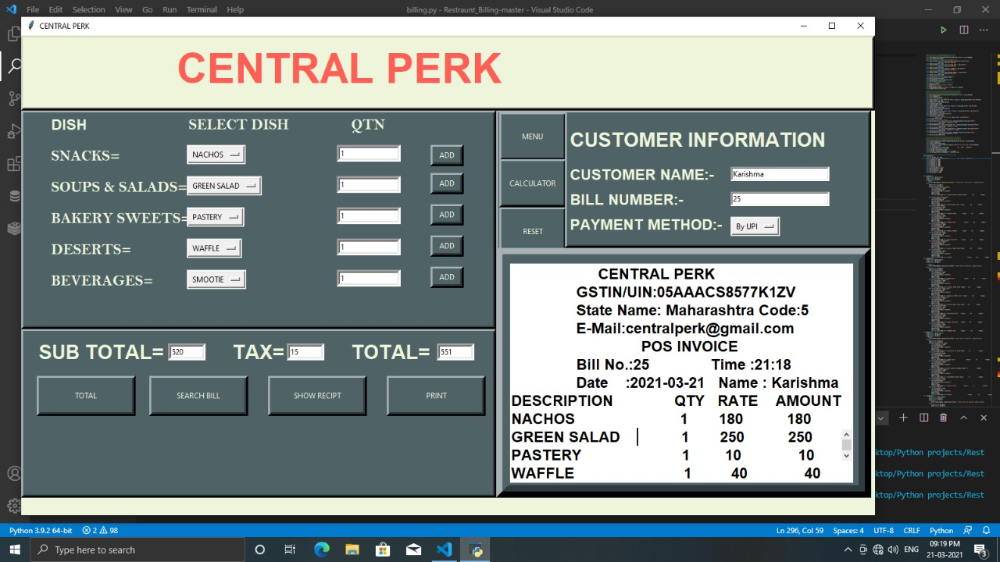 File Edit Selection View Go Run Terminal Help billing.py - Restraunt_Billing-master - Visual Studio Code
CENTRAL PERK
CENTRAL PERK
DISH SELECT DISH QTN
SNACKS= NACHOS 1 ADD
SOUPS & SALADS= GREEN SALAD 1 ADD
BAKERY SWEETS= PASTERY 1 ADD
DESERTS= WAFFLE 1 ADD
BEVERAGES= SMOOTIE 1 ADD
SUB TOTAL= 520 TAX= 15 TOTAL= 551
TOTAL SEARCH BILL SHOW RECIPT PRINT
MENU
CALCULATOR
RESET
CUSTOMER INFORMATION
CUSTOMER NAME:- Karishma
BILL NUMBER:- 25
PAYMENT METHOD:- By UPI
CENTRAL PERK
GSTIN/UIN:05AAACS8577K1ZV
State Name: Maharashtra Code:5
E-Mail:centralperk@gmail.com
POS INVOICE
Bill No.:25 Time :21:18
Date :2021-03-21 Name : Karishma
DESCRIPTION QTY RATE AMOUNT
NACHOS 1 180 180
GREEN SALAD 1 250 250
PASTERY 1 10 10
WAFFLE 1 40 40
ktop/Python projects/Rest
ktop/Python projects/Rest
ktop/Python projects/Rest
Python 3.9.2 64-bit 2 98 Ln 296, Col 59 Spaces: 4 UTF-8 CRLF Python
Type here to search ENG 09:19 PM
21-03-2021
3